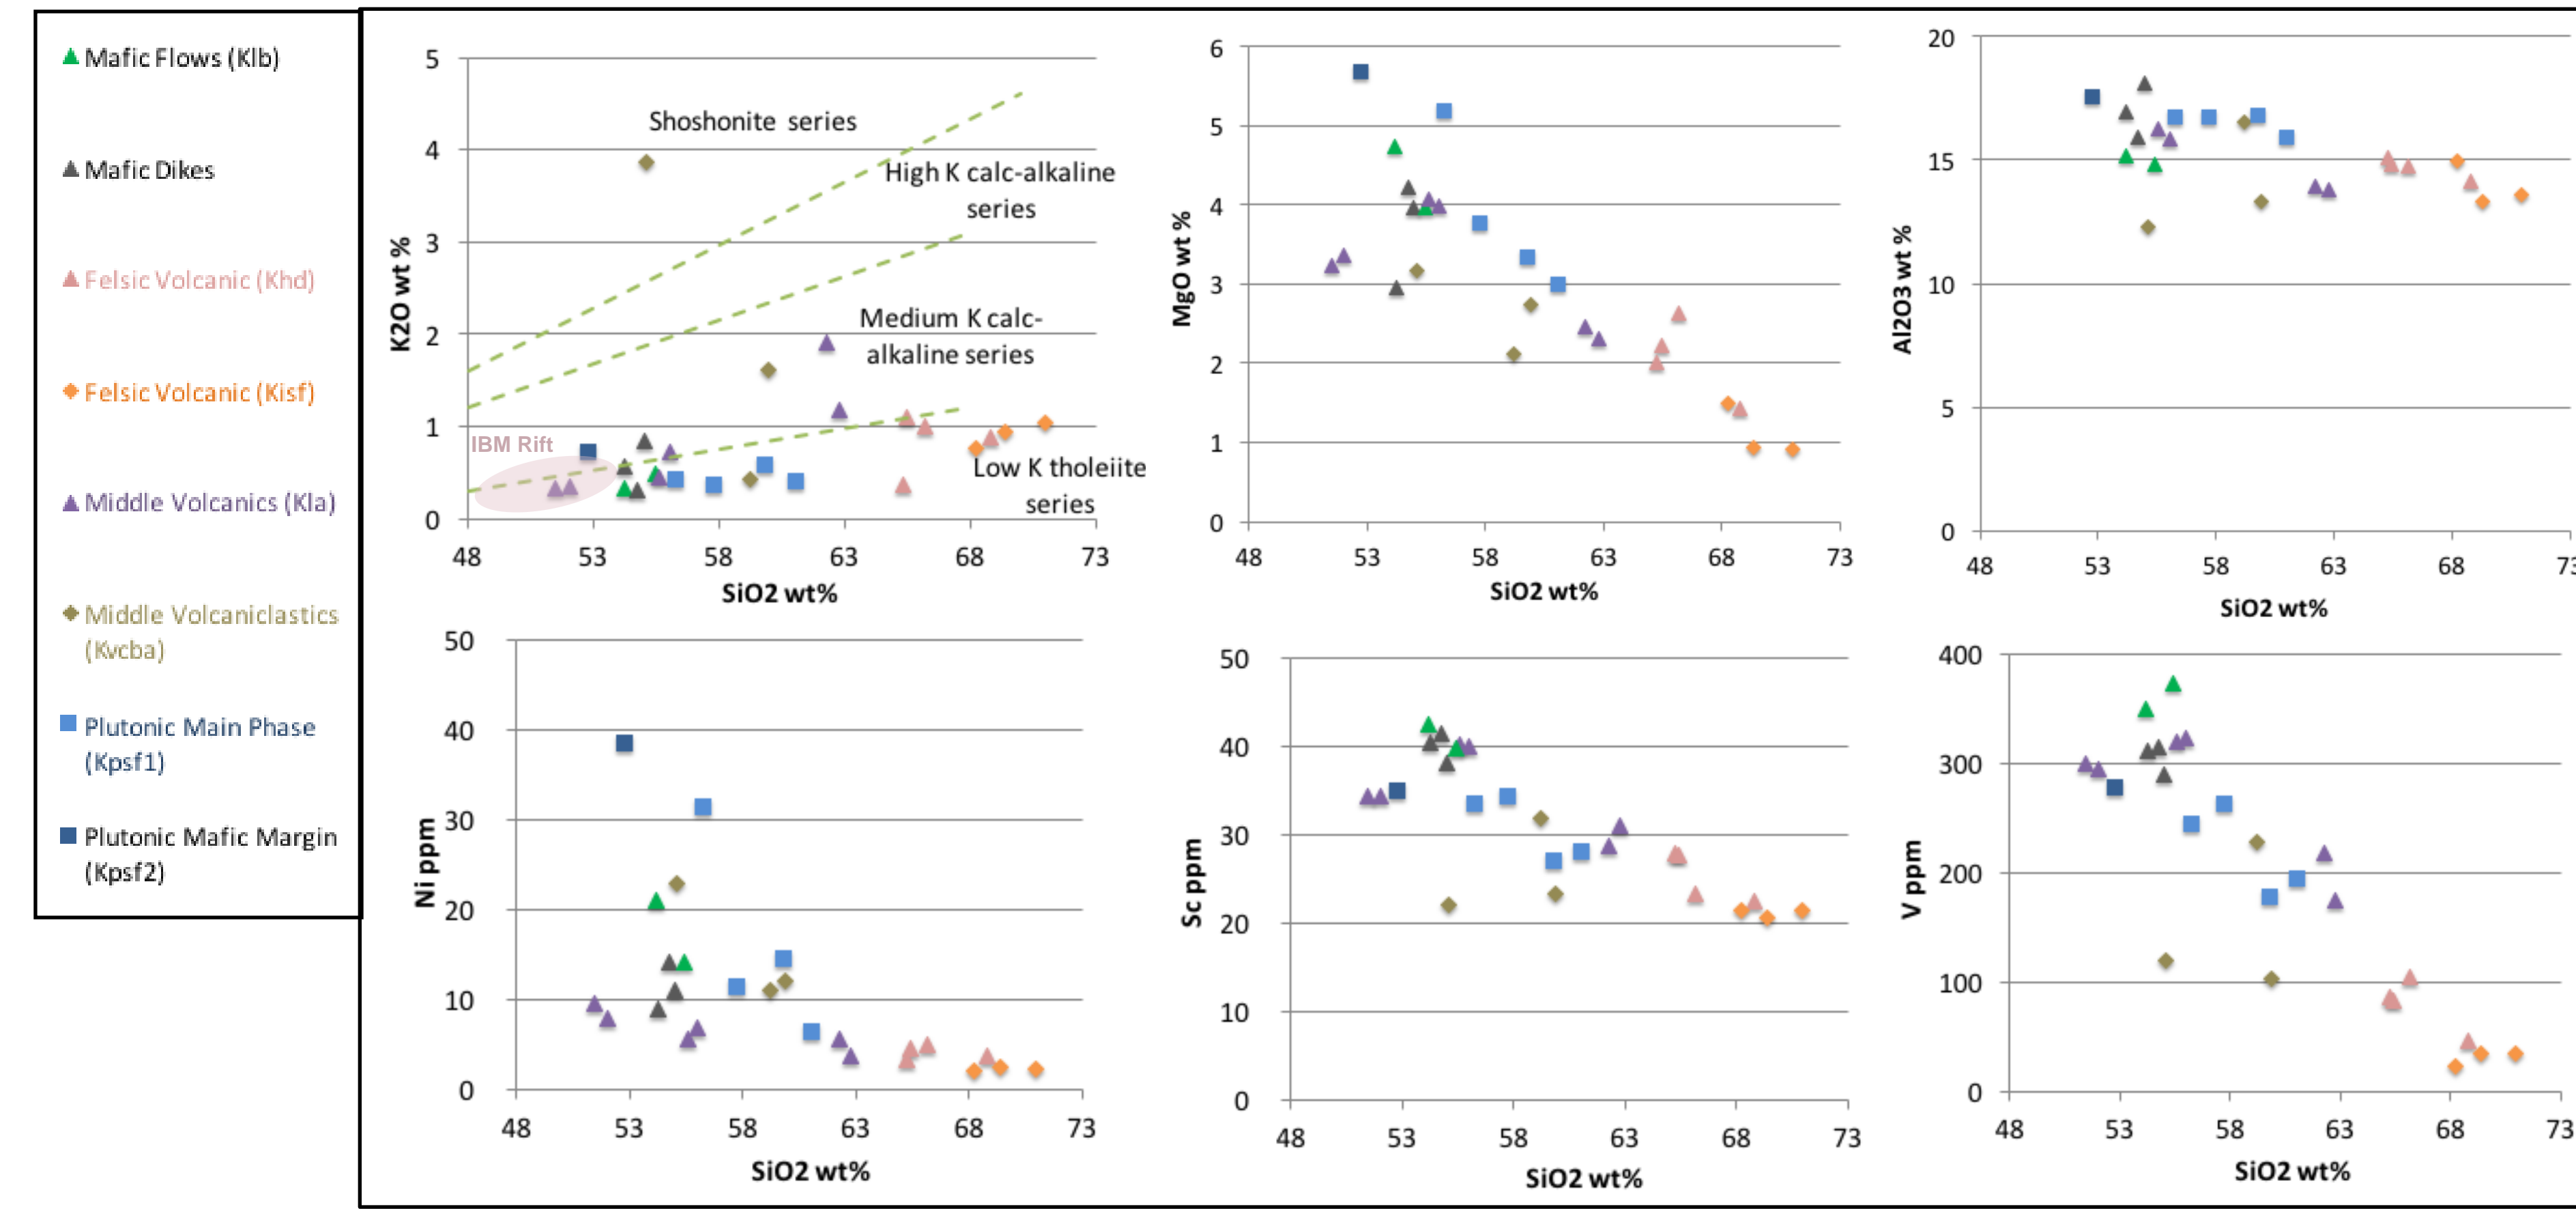 Mafic Flows (Klb)
Mafic Dikes
Felsic Volcanic (Khd)
Felsic Volcanic (Kisf)
Middle Volcanics (Kla)
Middle Volcaniclastics
(Kvcba)
Plutonic Main Phase
(Kpsf1)
Plutonic Mafic Margin
(Kpsf2)
5
4
3
2
1
0
K2O wt %
Shoshonite series
High K calc-alkaline
series
Medium K calc-
alkaline series
IBM Rift
Low K tholeiite
series
48 53 58 63 68 73
SiO2 wt%
6
5
4
3
2
1
0
MgO wt %
48 53 58 63 68 73
SiO2 wt%
20
15
10
5
0
Al2O3 wt %
48 53 58 63 68 73
SiO2 wt%
50
40
30
20
10
0
Ni ppm
48 53 58 63 68 73
SiO2 wt%
50
40
30
20
10
0
Sc ppm
48 53 58 63 68 73
SiO2 wt%
400
300
200
100
0
V ppm
48 53 58 63 68 73
SiO2 wt%